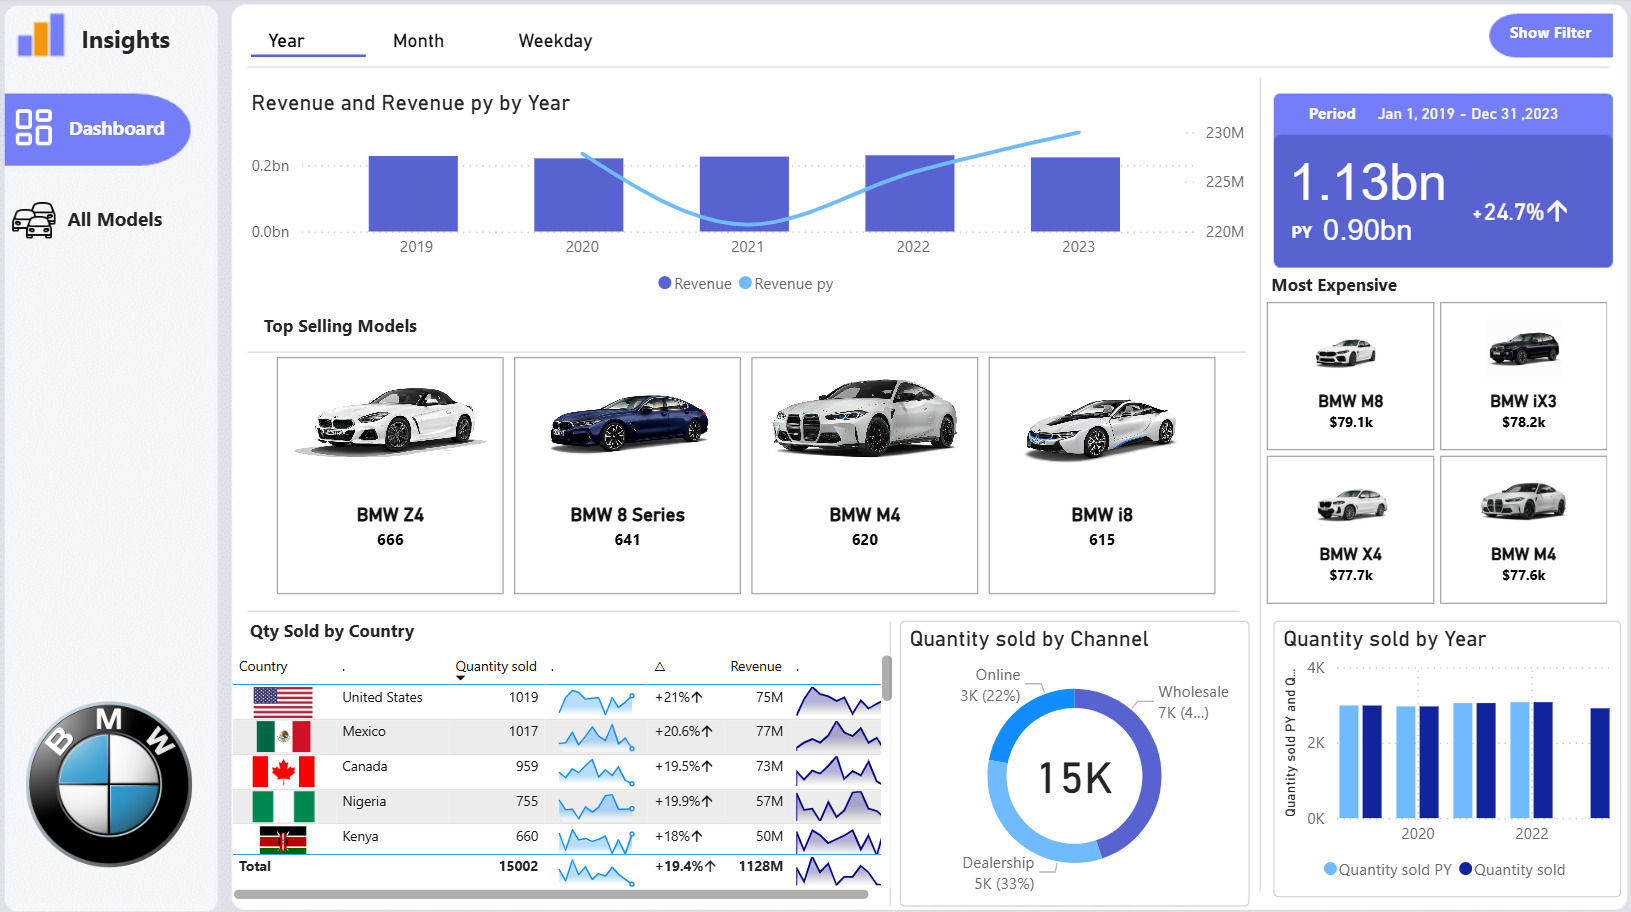 Insights
Dashboard
All Models
B M W
Year Month Weekday
Show Filter
Revenue and Revenue py by Year
0.2bn
0.0bn
230M
225M
220M
2019 2020 2021 2022 2023
Revenue Revenue py
Period Jan 1, 2019 - Dec 31 ,2023
1.13bn
+24.7%↑
PY 0.90bn
Most Expensive
BMW M8
$79.1k
BMW iX3
$78.2k
BMW X4
$77.7k
BMW M4
$77.6k
Top Selling Models
BMW Z4
666
BMW 8 Series
641
BMW M4
620
BMW i8
615
Qty Sold by Country
Country . Quantity sold . △ Revenue .
United States 1019 +21%↑ 75M
Mexico 1017 +20.6%↑ 77M
Canada 959 +19.5%↑ 73M
Nigeria 755 +19.9%↑ 57M
Kenya 660 +18%↑ 50M
Total 15002 +19.4%↑ 1128M
Quantity sold by Channel
Online
3K (22%)
Wholesale
7K (4...)
15K
Dealership
5K (33%)
Quantity sold by Year
Quantity sold PY and Q...
4K
2K
0K
2020 2022
Quantity sold PY Quantity sold